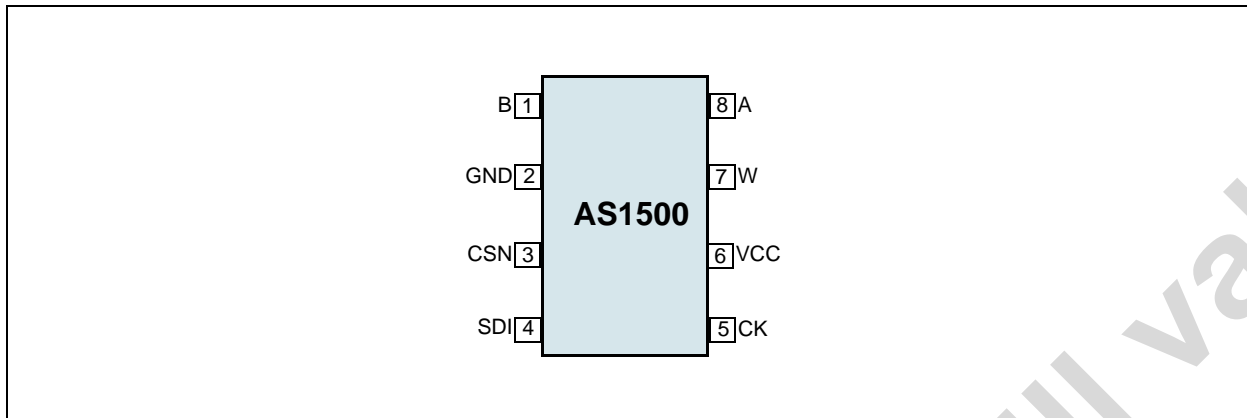 B 1 8 A
GND 2 7 W
AS1500
CSN 3 6 VCC
SDI 4 5 CK